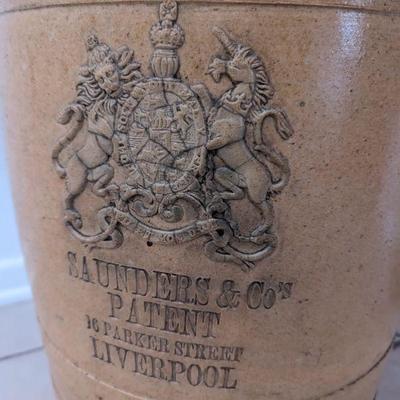 SAUNDERS & Co's
PATENT
16 PARKER STREET
LIVERPOOL